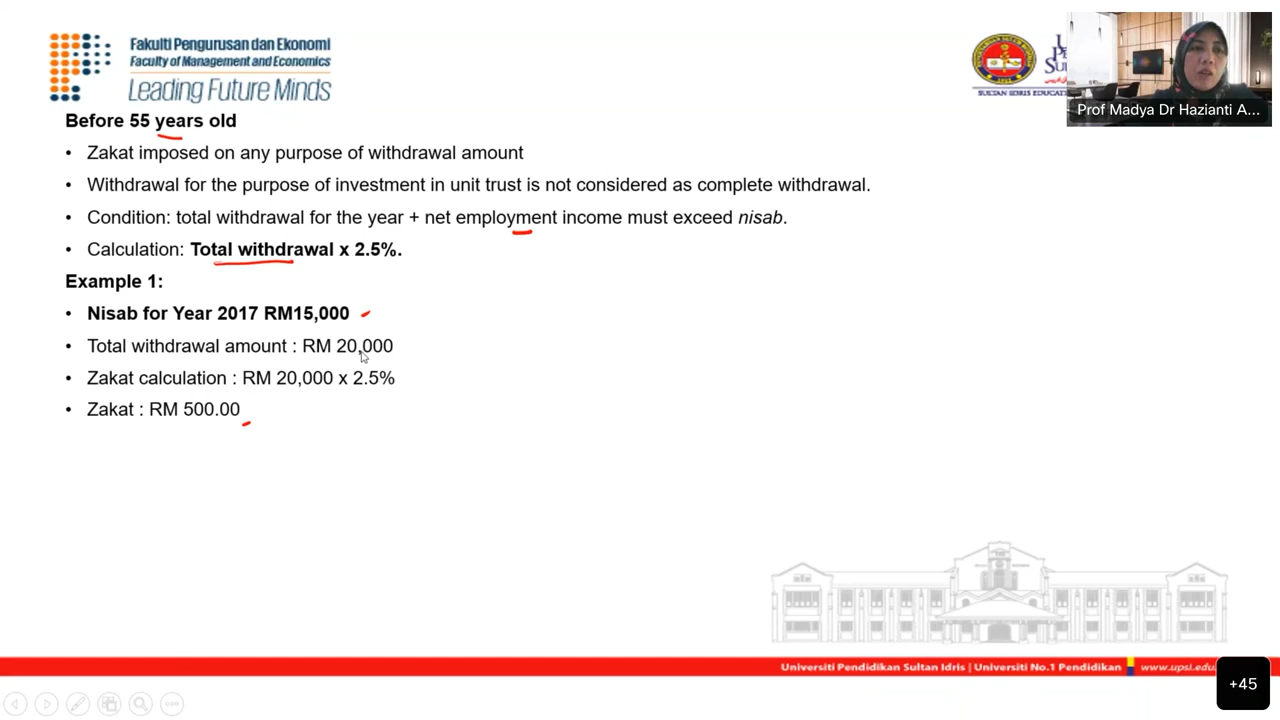 Fakulti Pengurusan dan Ekonomi
Faculty of Management and Economics
Leading Future Minds
SULTAN IDRIS EDUCA
Prof Madya Dr Hazianti A...
Before 55 years old
• Zakat imposed on any purpose of withdrawal amount
• Withdrawal for the purpose of investment in unit trust is not considered as complete withdrawal.
• Condition: total withdrawal for the year + net employment income must exceed nisab.
• Calculation: Total withdrawal x 2.5%.
Example 1:
• Nisab for Year 2017 RM15,000
• Total withdrawal amount : RM 20,000
• Zakat calculation : RM 20,000 x 2.5%
• Zakat : RM 500.00
Universiti Pendidikan Sultan Idris | Universiti No.1 Pendidikan www.upsi.edu.
+45